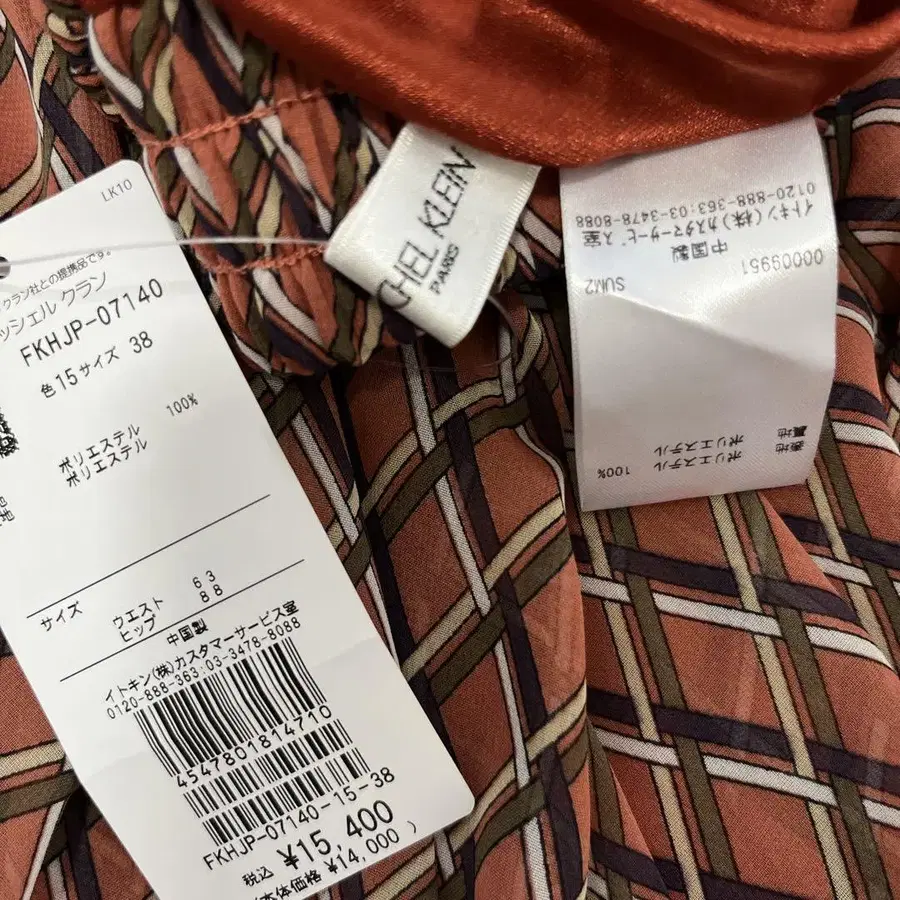 LK10
クラン社との提携品です。
ッシェル クラン
FKHJP-07140
色15サイズ 38
100%
ポリエステル
ポリエステル
地
サイズ
ウエスト 63
ヒップ 88
中国製
イトキン(株)カスタマーサービス室
0120-888-363:03-3478-8088
4547801814710
FKHJP-07140-15-38
税込 ¥15,400
(本体価格 ¥14,000)
CHEL KLEIN
PARIS
表地 ポリエステル 100%
裏地 ポリエステル
SUM2 00009951
中国製
イトキン(株)カスタマーサービス室
0120-888-363:03-3478-8088